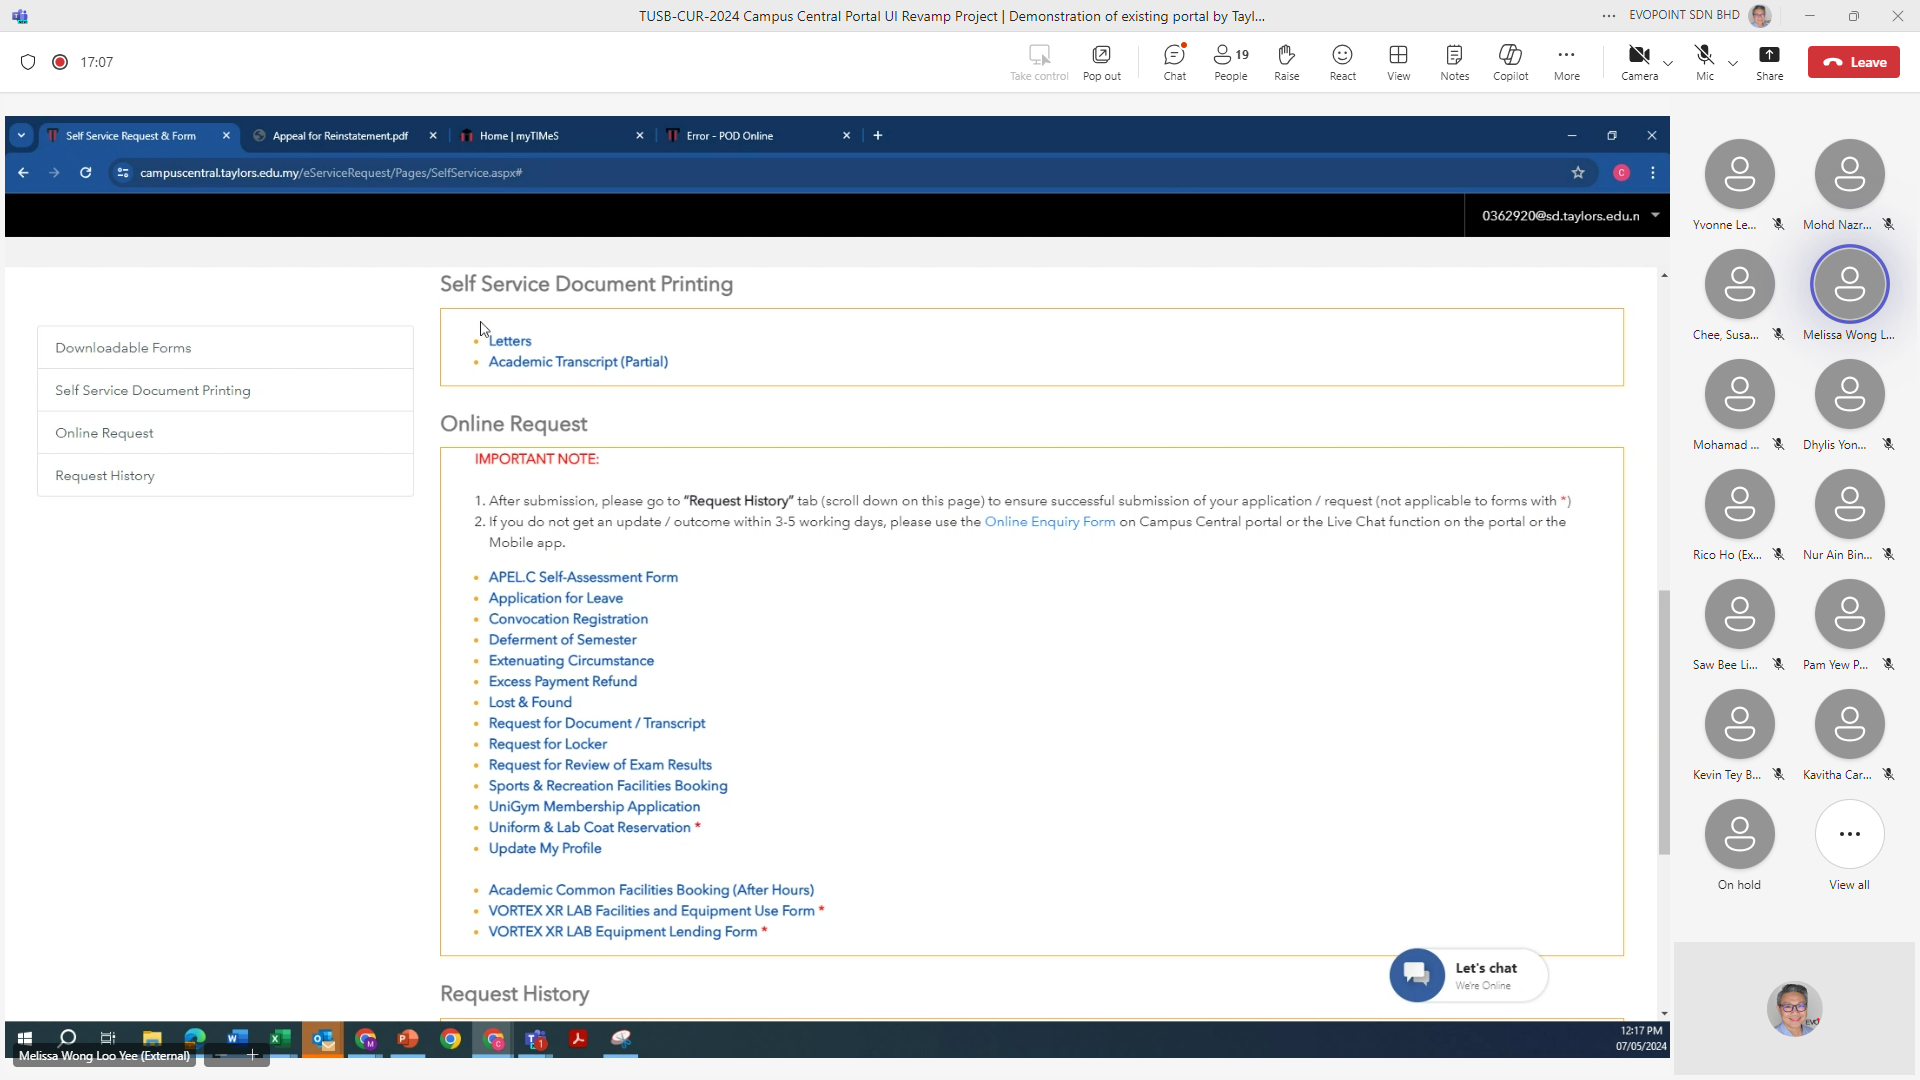 TUSB-CUR-2024 Campus Central Portal UI Revamp Project | Demonstration of existing portal by Tayl...
EVOPOINT SDN BHD
17:07
Take control
Pop out
Chat
19
People
Raise
React
View
Notes
Copilot
More
Camera
Mic
Share
Leave
Self Service Request & Form
Appeal for Reinstatement.pdf
Home | myTIMeS
Error - POD Online
campuscentral.taylors.edu.my/eServiceRequest/Pages/SelfService.aspx#
C
0362920@sd.taylors.edu.n
Downloadable Forms
Self Service Document Printing
Online Request
Request History
Self Service Document Printing
Letters
Academic Transcript (Partial)
Online Request
IMPORTANT NOTE:
1. After submission, please go to "Request History" tab (scroll down on this page) to ensure successful submission of your application / request (not applicable to forms with *)
2. If you do not get an update / outcome within 3-5 working days, please use the Online Enquiry Form on Campus Central portal or the Live Chat function on the portal or the
Mobile app.
APEL.C Self-Assessment Form
Application for Leave
Convocation Registration
Deferment of Semester
Extenuating Circumstance
Excess Payment Refund
Lost & Found
Request for Document / Transcript
Request for Locker
Request for Review of Exam Results
Sports & Recreation Facilities Booking
UniGym Membership Application
Uniform & Lab Coat Reservation *
Update My Profile
Academic Common Facilities Booking (After Hours)
VORTEX XR LAB Facilities and Equipment Use Form *
VORTEX XR LAB Equipment Lending Form *
Request History
Let's chat
We're Online
12:17 PM
07/05/2024
Melissa Wong Loo Yee (External)
Yvonne Le...
Mohd Nazr...
Chee, Susa...
Melissa Wong L...
Mohamad ...
Dhylis Yon...
Rico Ho (Ex...
Nur Ain Bin...
Saw Bee Li...
Pam Yew P...
Kevin Tey B...
Kavitha Car...
On hold
View all